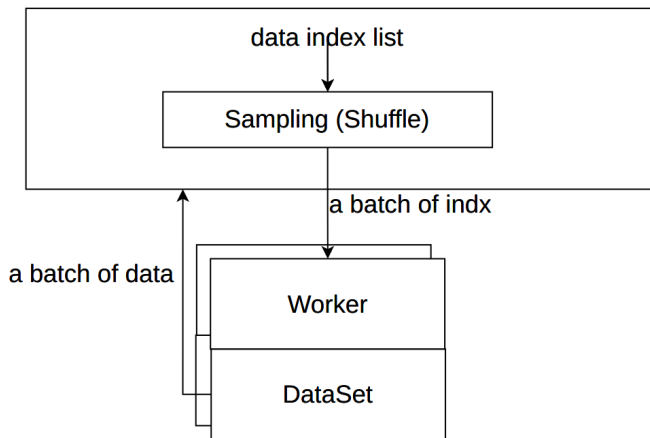 data index list
Sampling (Shuffle)
a batch of indx
a batch of data
Worker
DataSet